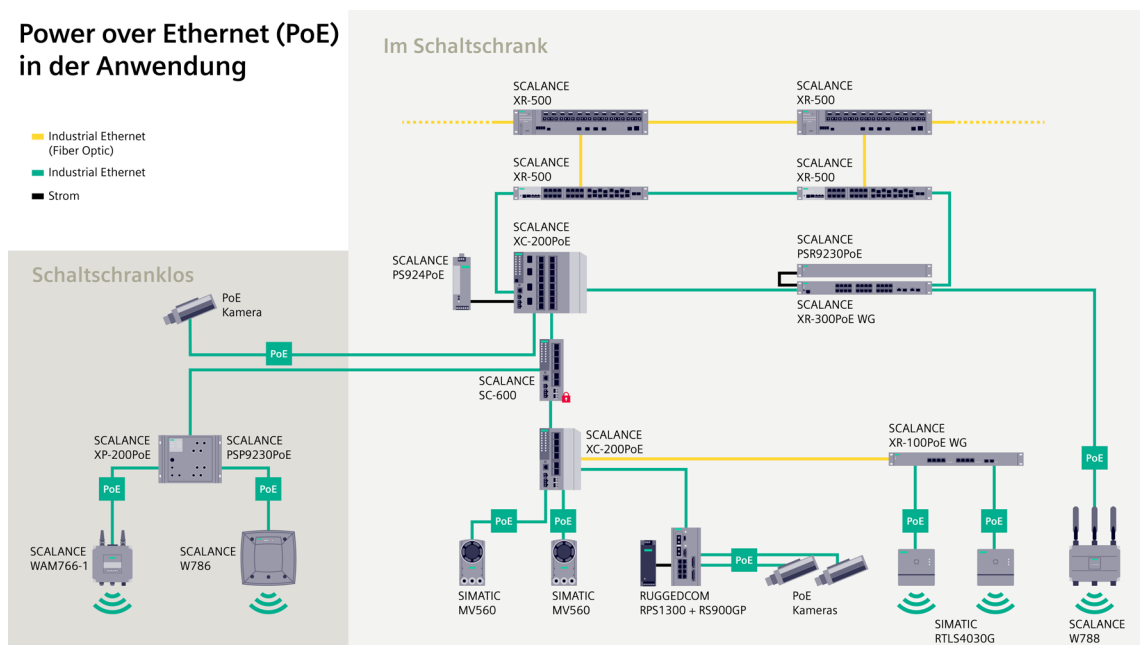 Power over Ethernet (PoE)
in der Anwendung
Industrial Ethernet
(Fiber Optic)
Industrial Ethernet
Strom
Im Schaltschrank
SCALANCE
XR-500
SCALANCE
XR-500
SCALANCE
XR-500
SCALANCE
XR-500
SCALANCE
XC-200PoE
SCALANCE
PS924PoE
SCALANCE
PSR9230PoE
SCALANCE
XR-300PoE WG
Schaltschranklos
PoE
Kamera
PoE
SCALANCE
SC-600
SCALANCE
XP-200PoE
SCALANCE
PSP9230PoE
SCALANCE
XC-200PoE
SCALANCE
XR-100PoE WG
PoE
PoE
PoE
PoE
PoE
PoE
PoE
PoE
SCALANCE
WAM766-1
SCALANCE
W786
SIMATIC
MV560
SIMATIC
MV560
RUGGEDCOM
RPS1300 + RS900GP
PoE
Kameras
SIMATIC
RTLS4030G
SCALANCE
W788